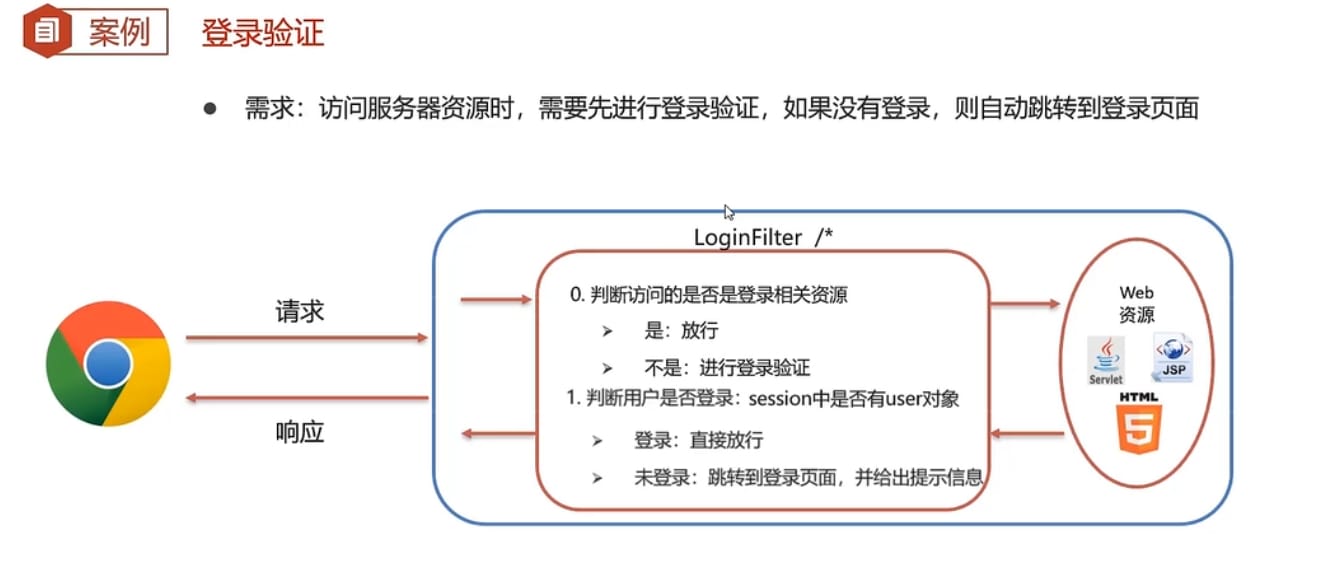 案例
登录验证
● 需求：访问服务器资源时，需要先进行登录验证，如果没有登录，则自动跳转到登录页面
LoginFilter /*
请求
响应
0. 判断访问的是否是登录相关资源
➢ 是：放行
➢ 不是：进行登录验证
1. 判断用户是否登录：session中是否有user对象
➢ 登录：直接放行
➢ 未登录：跳转到登录页面，并给出提示信息
Web
资源
Servlet
JSP
HTML
5